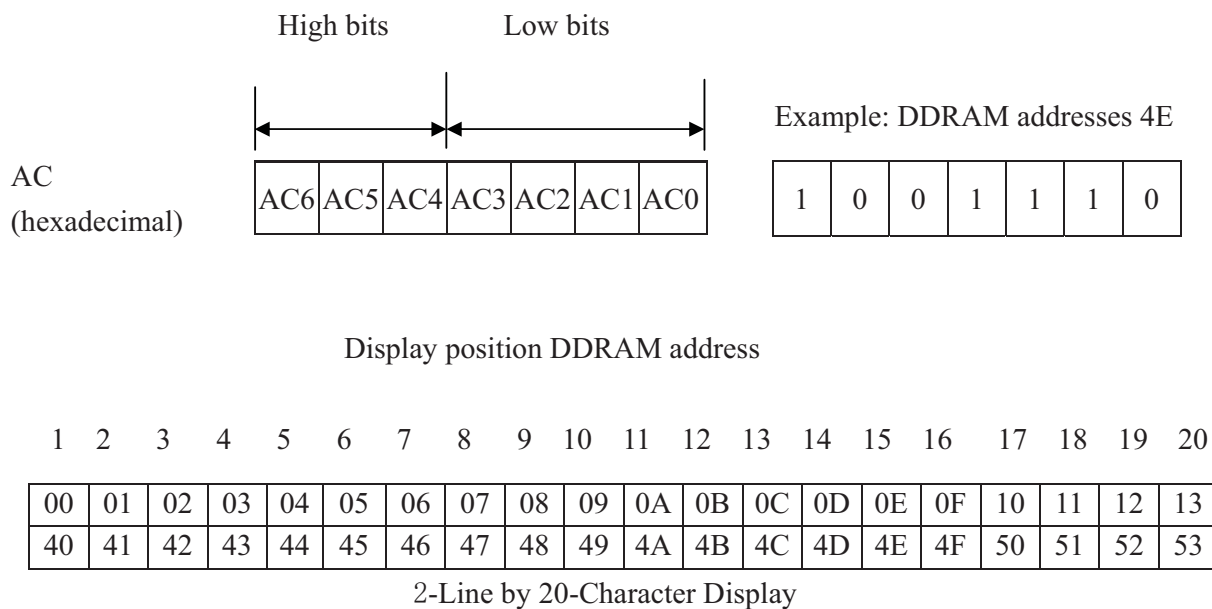 High bits Low bits
Example: DDRAM addresses 4E
AC
(hexadecimal)
AC6 AC5 AC4 AC3 AC2 AC1 AC0
1 0 0 1 1 1 0
Display position DDRAM address
1 2 3 4 5 6 7 8 9 10 11 12 13 14 15 16 17 18 19 20
00 01 02 03 04 05 06 07 08 09 0A 0B 0C 0D 0E 0F 10 11 12 13
40 41 42 43 44 45 46 47 48 49 4A 4B 4C 4D 4E 4F 50 51 52 53
2-Line by 20-Character Display